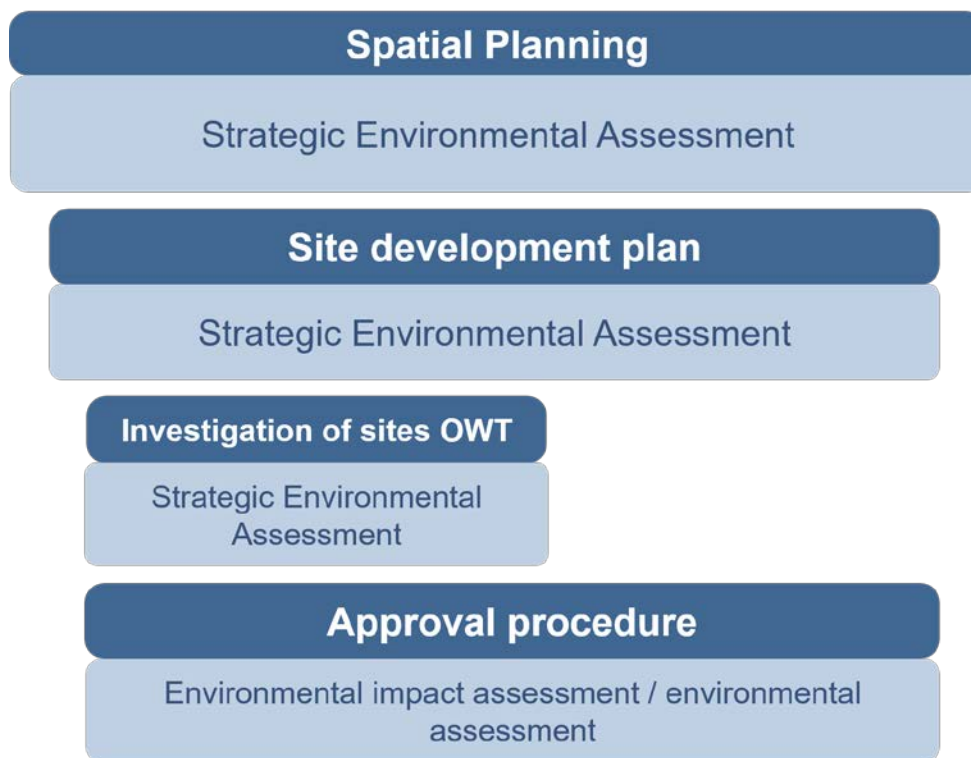 Spatial Planning
Strategic Environmental Assessment
Site development plan
Strategic Environmental Assessment
Investigation of sites OWT
Strategic Environmental
Assessment
Approval procedure
Environmental impact assessment / environmental
assessment